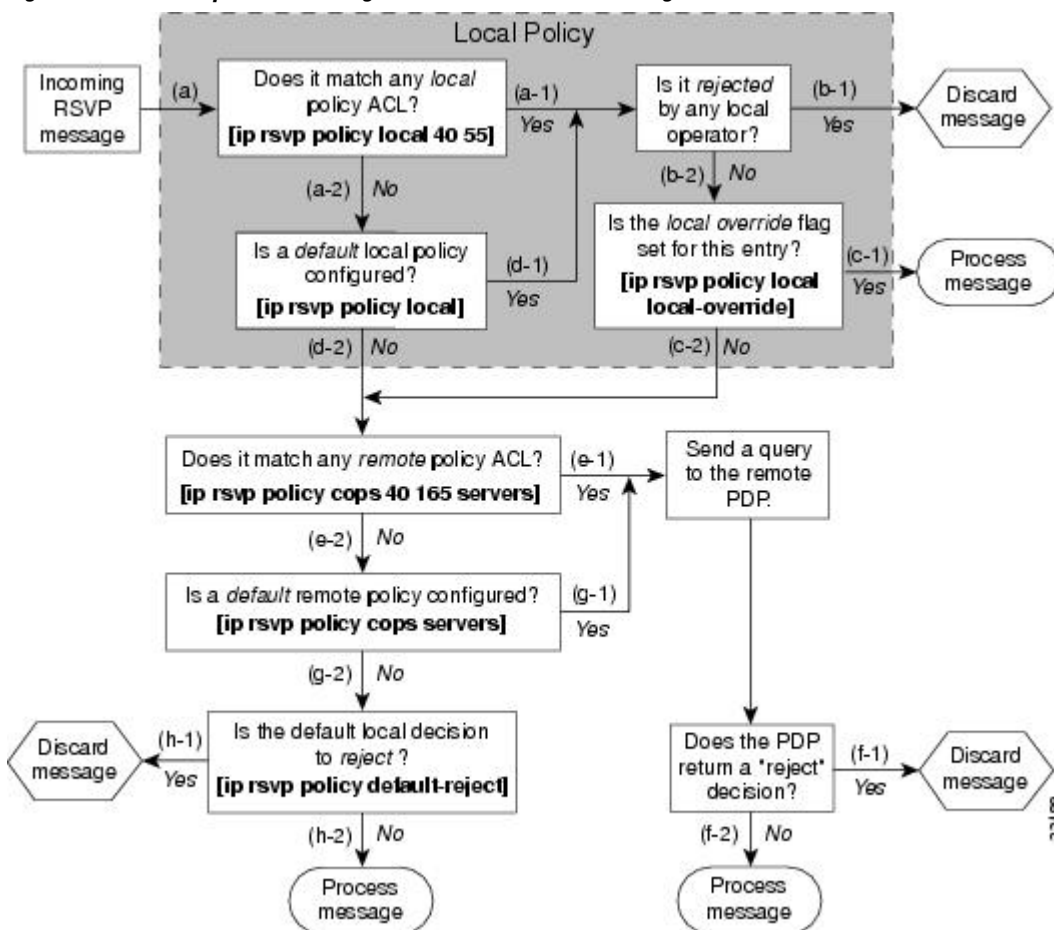 Local Policy
Incoming
RSVP
message
(a)
Does it match any local
policy ACL?
[ip rsvp policy local 40 55]
(a-1)
Yes
Is it rejected
by any local
operator?
(b-1)
Yes
Discard
message
(a-2) No
(b-2) No
Is a default local policy
configured?
[ip rsvp policy local]
(d-1)
Yes
Is the local override flag
set for this entry?
[ip rsvp policy local
local-override]
(c-1)
Yes
Process
message
(d-2) No
(c-2) No
Does it match any remote policy ACL?
[ip rsvp policy cops 40 165 servers]
(e-1)
Yes
Send a query
to the remote
PDP.
(e-2) No
Is a default remote policy configured?
[ip rsvp policy cops servers]
(g-1)
Yes
(g-2) No
Discard
message
(h-1)
Yes
Is the default local decision
to reject ?
[ip rsvp policy default-reject]
Does the PDP
return a "reject"
decision?
(f-1)
Yes
Discard
message
(h-2) No
(f-2) No
Process
message
Process
message